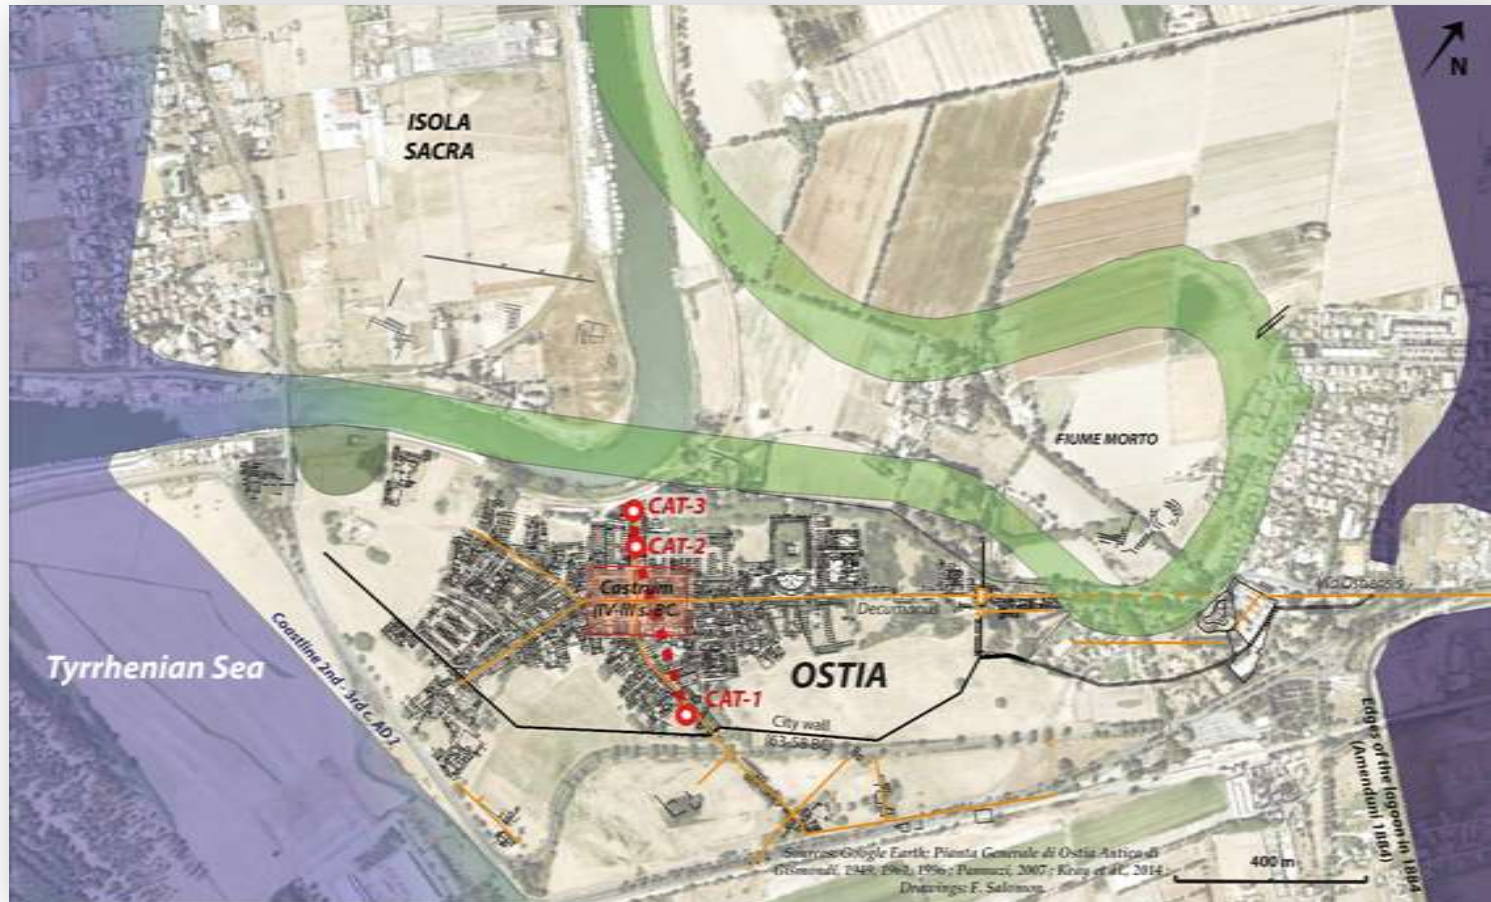 N
ISOLA
SACRA
FIUME MORTO
CAT-3
CAT-2
Castrum
IV-III s. BC
Decumanus
Via Ostiensis
Tyrrhenian Sea
Coastline 2nd - 3rd c. AD ?
OSTIA
CAT-1
City wall
(63-58 BC)
Edges of the lagoon in 1884
(Amenduni 1884)
400 m
Sources: Google Earth; Pianta Generale di Ostia Antica di
Gismondi, 1949, 1961, 1996 ; Pannuzi, 2007 ; Keay et al., 2014
Drawings: F. Salomon